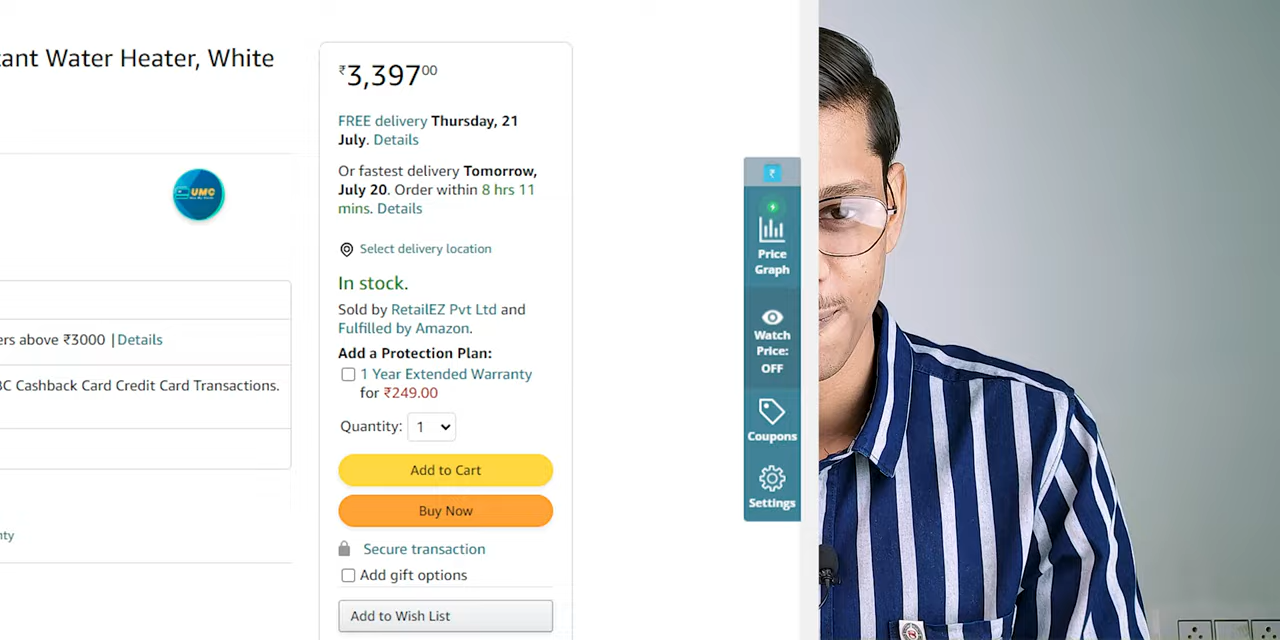 ant Water Heater, White
UMC
ers above ₹3000 | Details
BC Cashback Card Credit Card Transactions.
nty
₹3,39700
FREE delivery Thursday, 21
July. Details
Or fastest delivery Tomorrow,
July 20. Order within 8 hrs 11
mins. Details
Select delivery location
In stock.
Sold by RetailEZ Pvt Ltd and
Fulfilled by Amazon.
Add a Protection Plan:
1 Year Extended Warranty
for ₹249.00
Quantity: 1
Add to Cart
Buy Now
Secure transaction
Add gift options
Add to Wish List
₹
Price
Graph
Watch
Price:
OFF
Coupons
Settings